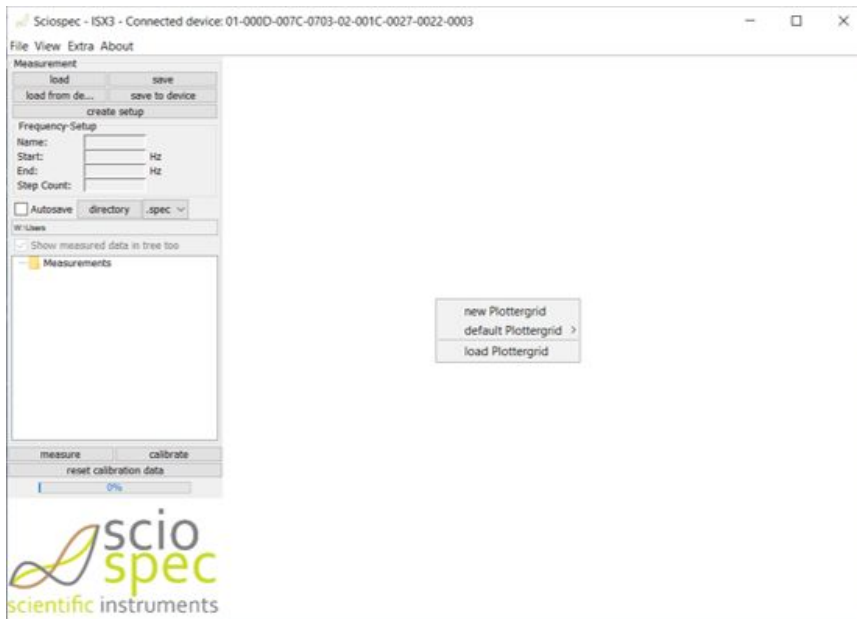 Sciospec - ISX3 - Connected device: 01-000D-007C-0703-02-001C-0027-0022-0003
File View Extra About
Measurement
load save
load from de... save to device
create setup
Frequency-Setup
Name:
Start: Hz
End: Hz
Step Count:
Autosave directory .spec
W:\Users
Show measured data in tree too
Measurements
new Plottergrid
default Plottergrid >
load Plottergrid
measure calibrate
reset calibration data
0%
scio
spec
scientific instruments